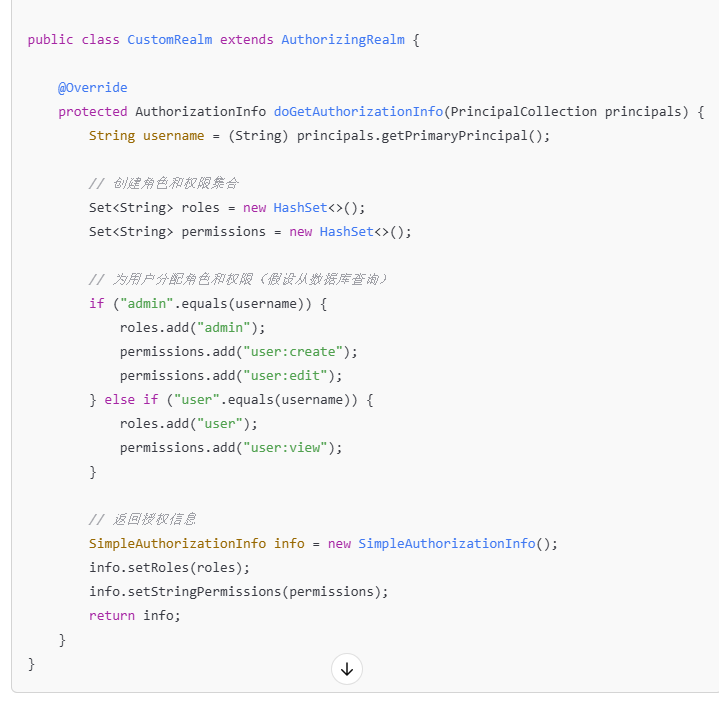 public class CustomRealm extends AuthorizingRealm {
@Override
protected AuthorizationInfo doGetAuthorizationInfo(PrincipalCollection principals) {
String username = (String) principals.getPrimaryPrincipal();
// 创建角色和权限集合
Set<String> roles = new HashSet<>();
Set<String> permissions = new HashSet<>();
// 为用户分配角色和权限（假设从数据库查询）
if ("admin".equals(username)) {
roles.add("admin");
permissions.add("user:create");
permissions.add("user:edit");
} else if ("user".equals(username)) {
roles.add("user");
permissions.add("user:view");
}
// 返回授权信息
SimpleAuthorizationInfo info = new SimpleAuthorizationInfo();
info.setRoles(roles);
info.setStringPermissions(permissions);
return info;
}
}